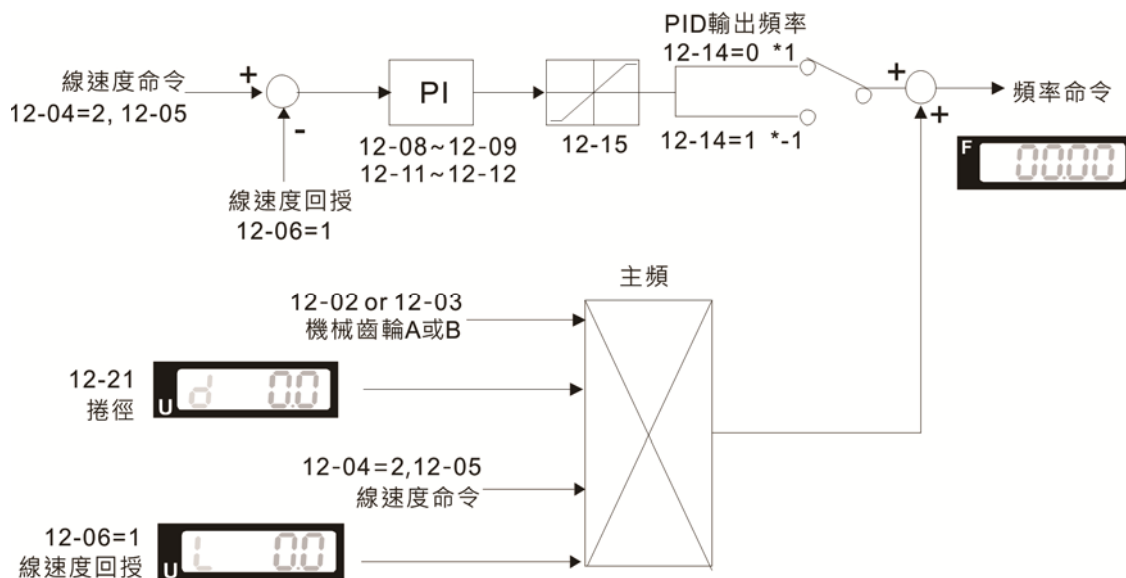 PID輸出頻率
12-14=0 *1
線速度命令
12-04=2, 12-05
+
-
PI
12-08~12-09
12-11~12-12
12-15
12-14=1 *-1
+
+
頻率命令
F 00.00
線速度回授
12-06=1
主頻
12-02 or 12-03
機械齒輪A或B
12-21
捲徑
U d 0.0
12-04=2,12-05
線速度命令
12-06=1
線速度回授
U L 0.0